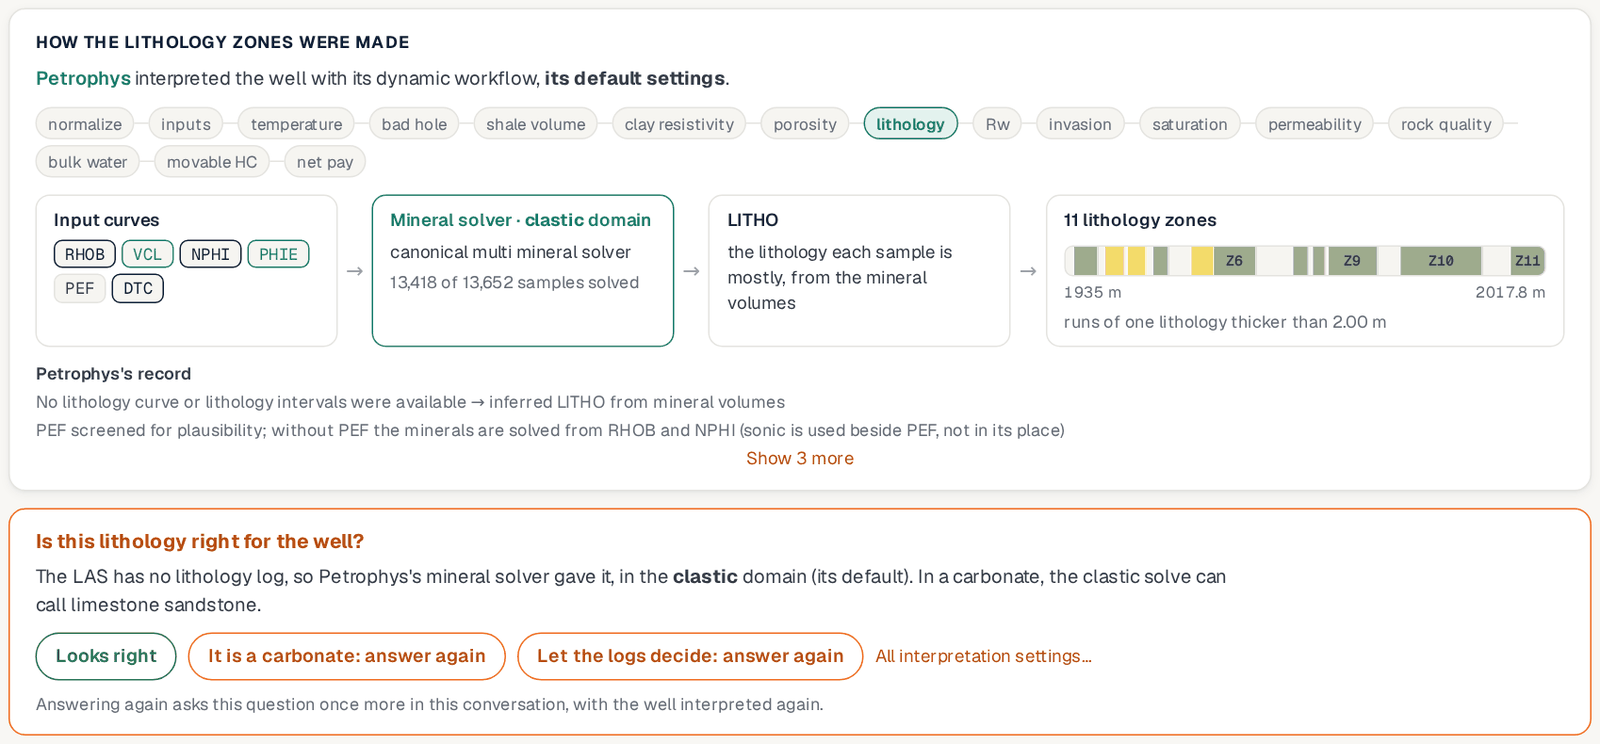 HOW THE LITHOLOGY ZONES WERE MADE
Petrophys interpreted the well with its dynamic workflow, its default settings.
normalize inputs temperature bad hole shale volume clay resistivity porosity lithology Rw invasion saturation permeability rock quality
bulk water movable HC net pay
Input curves
RHOB VCL NPHI PHIE
PEF DTC
→
Mineral solver · clastic domain
canonical multi mineral solver
13,418 of 13,652 samples solved
→
LITHO
the lithology each sample is
mostly, from the mineral
volumes
→
11 lithology zones
Z6 Z9 Z10 Z11
1935 m 2017.8 m
runs of one lithology thicker than 2.00 m
Petrophys's record
No lithology curve or lithology intervals were available → inferred LITHO from mineral volumes
PEF screened for plausibility; without PEF the minerals are solved from RHOB and NPHI (sonic is used beside PEF, not in its place)
Show 3 more
Is this lithology right for the well?
The LAS has no lithology log, so Petrophys's mineral solver gave it, in the clastic domain (its default). In a carbonate, the clastic solve can
call limestone sandstone.
Looks right It is a carbonate: answer again Let the logs decide: answer again All interpretation settings...
Answering again asks this question once more in this conversation, with the well interpreted again.